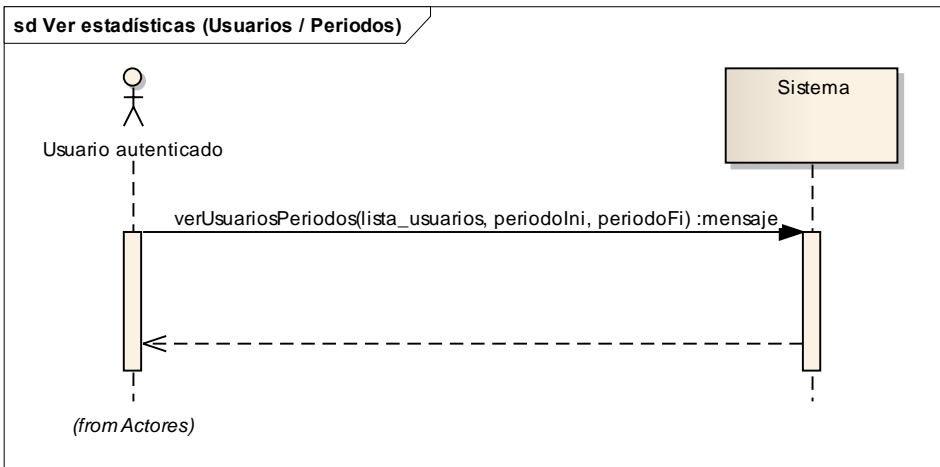 sd Ver estadísticas (Usuarios / Periodos)
Sistema
Usuario autenticado
verUsuariosPeriodos(lista_usuarios, periodoIni, periodoFi) :mensaje
(from Actores)